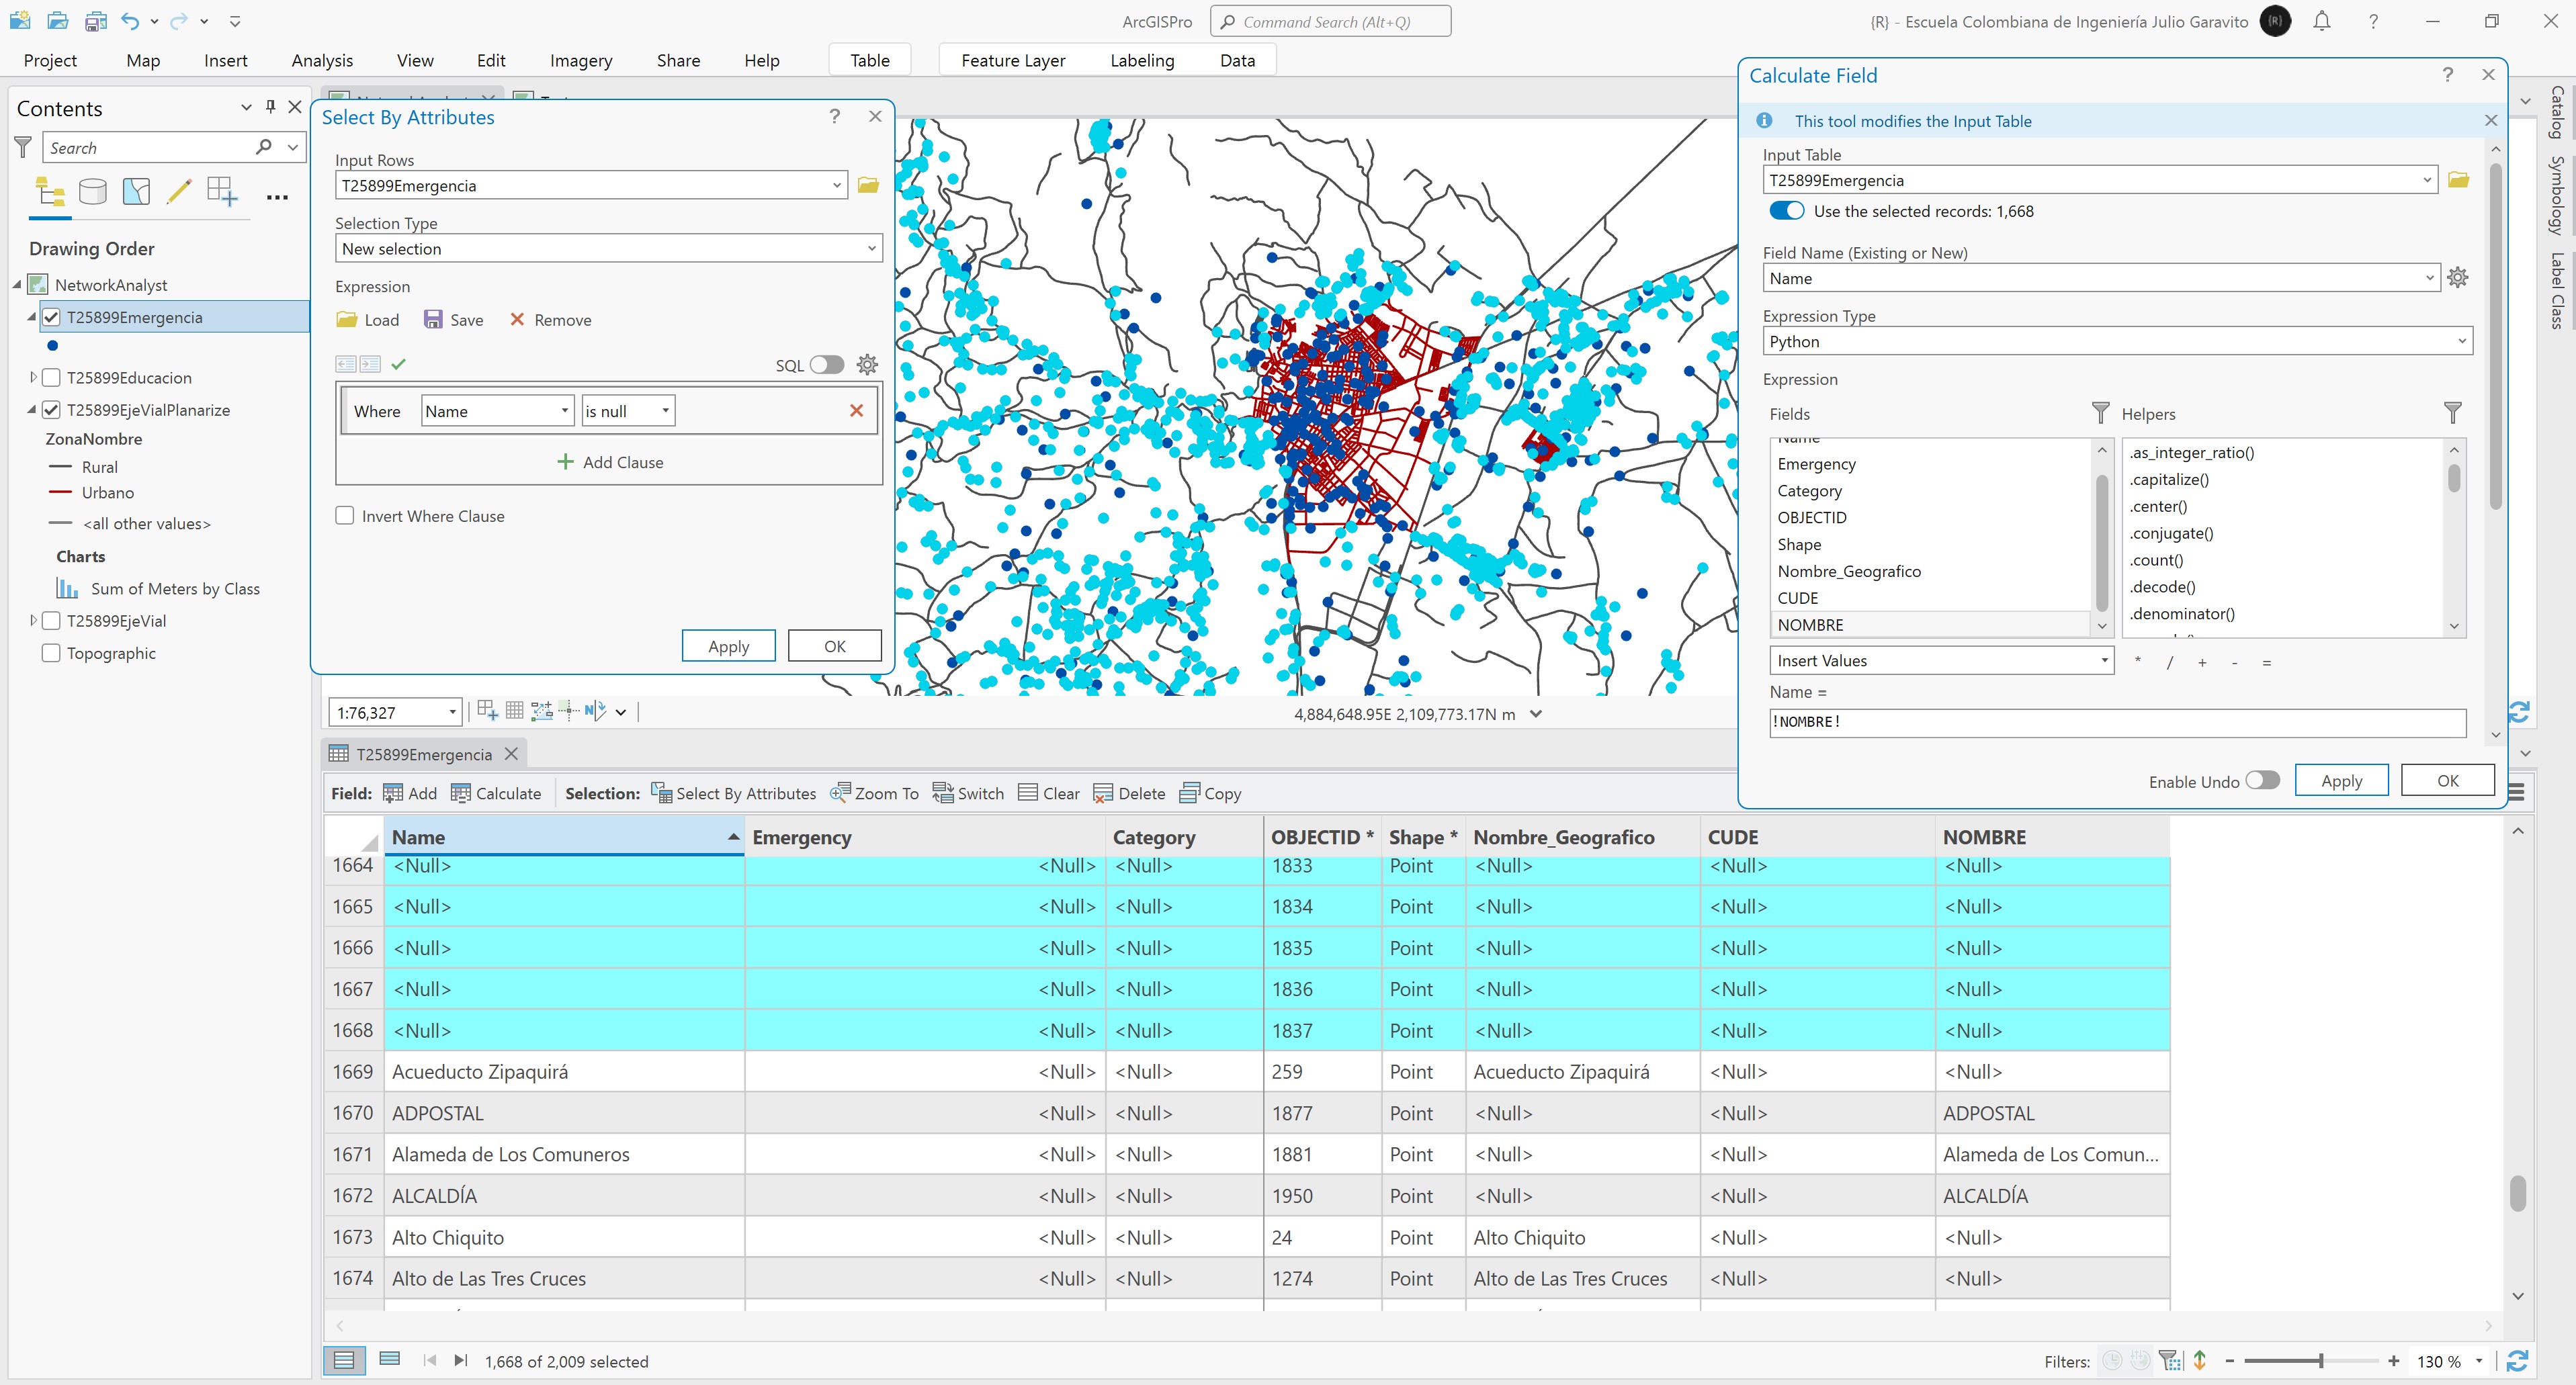 ArcGISPro
Command Search (Alt+Q)
{R} - Escuela Colombiana de Ingeniería Julio Garavito
{R}
?
Project Map Insert Analysis View Edit Imagery Share Help Table Feature Layer Labeling Data
Contents
Search
Drawing Order
NetworkAnalyst
T25899Emergencia
T25899Educacion
T25899EjeVialPlanarize
ZonaNombre
Rural
Urbano
<all other values>
Charts
Sum of Meters by Class
T25899EjeVial
Topographic
Select By Attributes
?
Input Rows
T25899Emergencia
Selection Type
New selection
Expression
Load Save Remove
SQL
Where Name is null
Add Clause
Invert Where Clause
Apply OK
1:76,327
4,884,648.95E 2,109,773.17N m
Calculate Field
?
This tool modifies the Input Table
Input Table
T25899Emergencia
Use the selected records: 1,668
Field Name (Existing or New)
Name
Expression Type
Python
Expression
Fields
Name
Emergency
Category
OBJECTID
Shape
Nombre_Geografico
CUDE
NOMBRE
Helpers
.as_integer_ratio()
.capitalize()
.center()
.conjugate()
.count()
.decode()
.denominator()
Insert Values * / + - =
Name =
!NOMBRE!
Enable Undo Apply OK
Catalog
Symbology
Label Class
T25899Emergencia
Field: Add Calculate Selection: Select By Attributes Zoom To Switch Clear Delete Copy
Name Emergency Category OBJECTID * Shape * Nombre_Geografico CUDE NOMBRE
1664 <Null> <Null> <Null> 1833 Point <Null> <Null> <Null>
1665 <Null> <Null> <Null> 1834 Point <Null> <Null> <Null>
1666 <Null> <Null> <Null> 1835 Point <Null> <Null> <Null>
1667 <Null> <Null> <Null> 1836 Point <Null> <Null> <Null>
1668 <Null> <Null> <Null> 1837 Point <Null> <Null> <Null>
1669 Acueducto Zipaquirá <Null> <Null> 259 Point Acueducto Zipaquirá <Null> <Null>
1670 ADPOSTAL <Null> <Null> 1877 Point <Null> <Null> ADPOSTAL
1671 Alameda de Los Comuneros <Null> <Null> 1881 Point <Null> <Null> Alameda de Los Comun...
1672 ALCALDÍA <Null> <Null> 1950 Point <Null> <Null> ALCALDÍA
1673 Alto Chiquito <Null> <Null> 24 Point Alto Chiquito <Null> <Null>
1674 Alto de Las Tres Cruces <Null> <Null> 1274 Point Alto de Las Tres Cruces <Null> <Null>
1,668 of 2,009 selected
Filters: - + 130 %